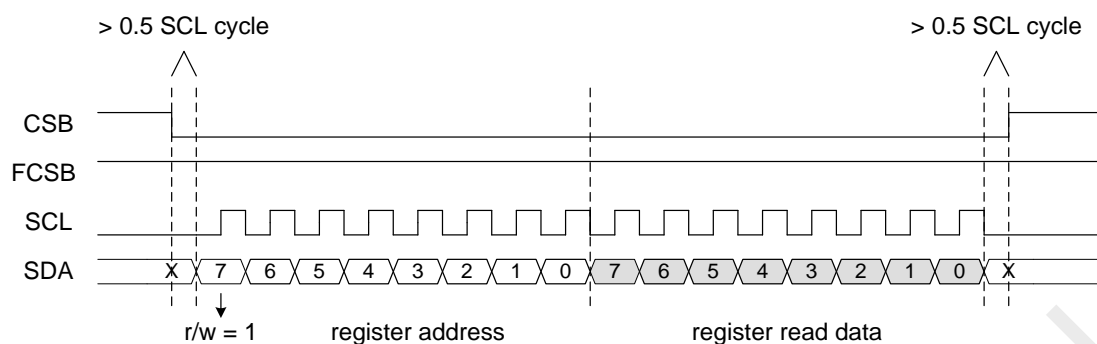 > 0.5 SCL cycle > 0.5 SCL cycle
CSB
FCSB
SCL
SDA X 7 6 5 4 3 2 1 0 7 6 5 4 3 2 1 0 X
r/w = 1 register address register read data